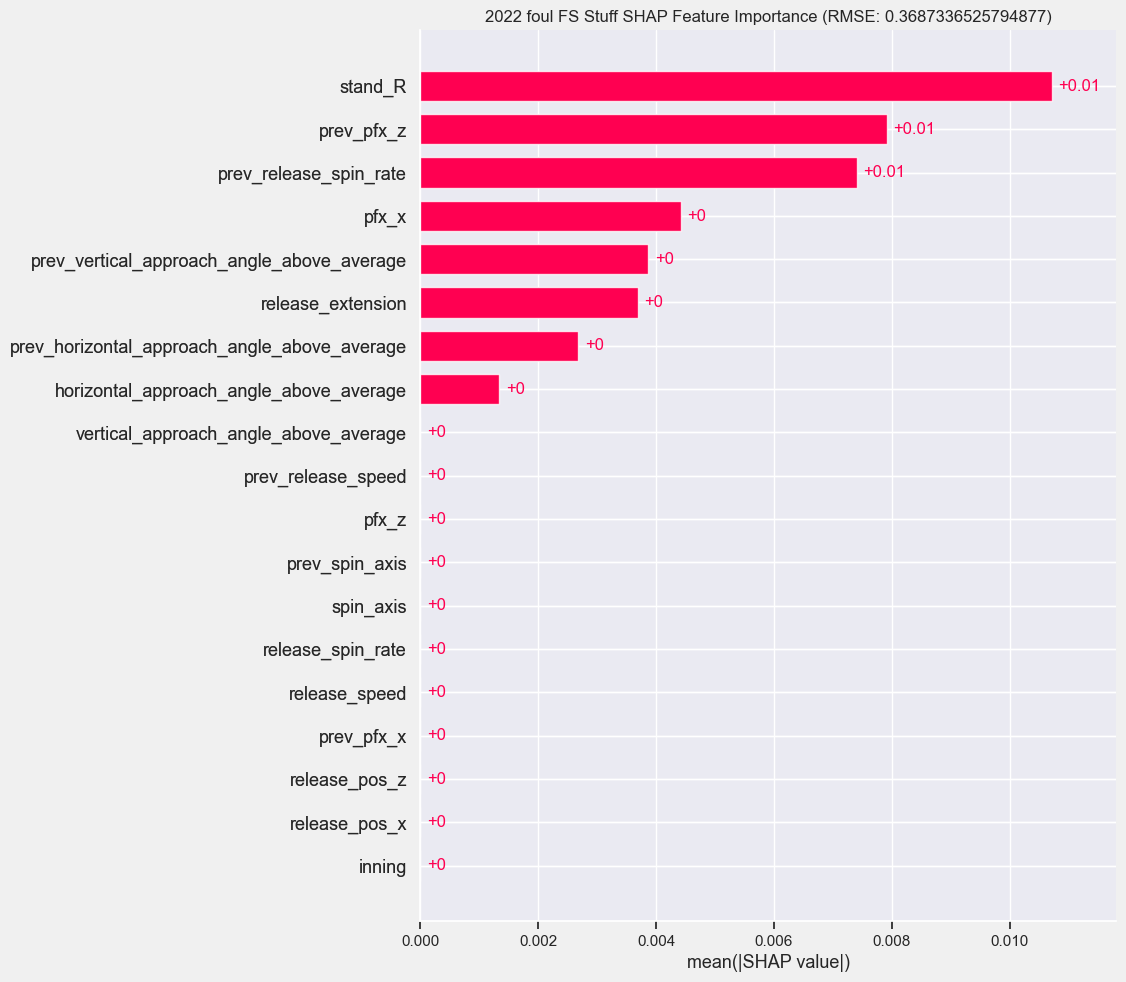 2022 foul FS Stuff SHAP Feature Importance (RMSE: 0.3687336525794877)
stand_R +0.01
prev_pfx_z +0.01
prev_release_spin_rate +0.01
pfx_x +0
prev_vertical_approach_angle_above_average +0
release_extension +0
prev_horizontal_approach_angle_above_average +0
horizontal_approach_angle_above_average +0
vertical_approach_angle_above_average +0
prev_release_speed +0
pfx_z +0
prev_spin_axis +0
spin_axis +0
release_spin_rate +0
release_speed +0
prev_pfx_x +0
release_pos_z +0
release_pos_x +0
inning +0
0.000 0.002 0.004 0.006 0.008 0.010
mean(|SHAP value|)